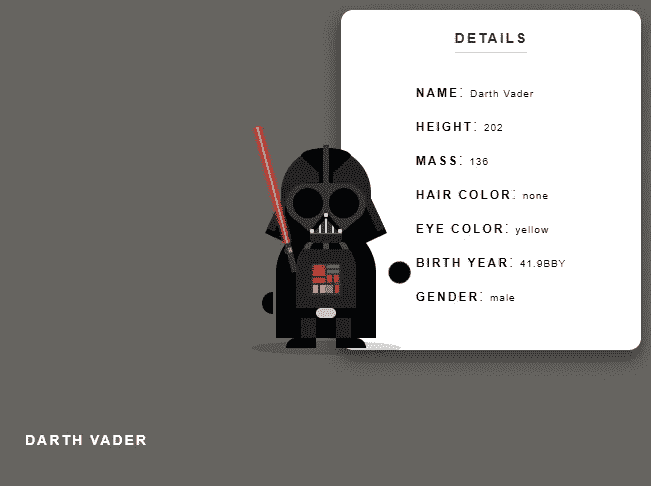 DETAILS
NAME: Darth Vader
HEIGHT: 202
MASS: 136
HAIR COLOR: none
EYE COLOR: yellow
BIRTH YEAR: 41.9BBY
GENDER: male
DARTH VADER